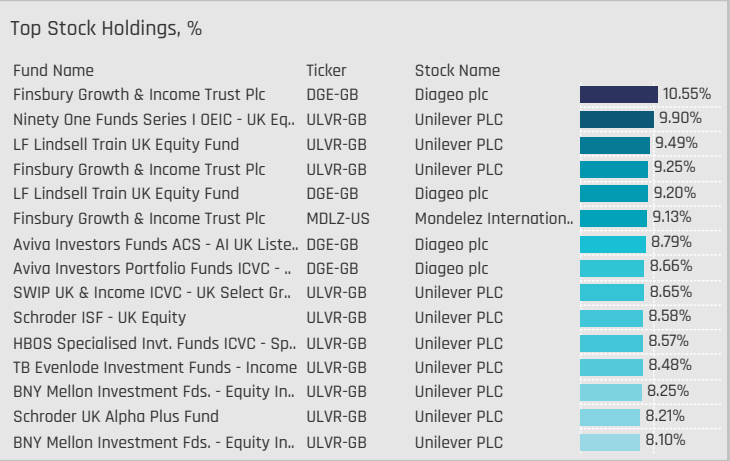 Top Stock Holdings, %
Fund Name Ticker Stock Name
Finsbury Growth & Income Trust Plc DGE-GB Diageo plc 10.55%
Ninety One Funds Series I OEIC - UK Eq.. ULVR-GB Unilever PLC 9.90%
LF Lindsell Train UK Equity Fund ULVR-GB Unilever PLC 9.49%
Finsbury Growth & Income Trust Plc ULVR-GB Unilever PLC 9.25%
LF Lindsell Train UK Equity Fund DGE-GB Diageo plc 9.20%
Finsbury Growth & Income Trust Plc MDLZ-US Mondelez Internation.. 9.13%
Aviva Investors Funds ACS - AI UK Liste.. DGE-GB Diageo plc 8.79%
Aviva Investors Portfolio Funds ICVC - .. DGE-GB Diageo plc 8.66%
SWIP UK & Income ICVC - UK Select Gr.. ULVR-GB Unilever PLC 8.65%
Schroder ISF - UK Equity ULVR-GB Unilever PLC 8.58%
HBOS Specialised Invt. Funds ICVC - Sp.. ULVR-GB Unilever PLC 8.57%
TB Evenlode Investment Funds - Income ULVR-GB Unilever PLC 8.48%
BNY Mellon Investment Fds. - Equity In.. ULVR-GB Unilever PLC 8.25%
Schroder UK Alpha Plus Fund ULVR-GB Unilever PLC 8.21%
BNY Mellon Investment Fds. - Equity In.. ULVR-GB Unilever PLC 8.10%